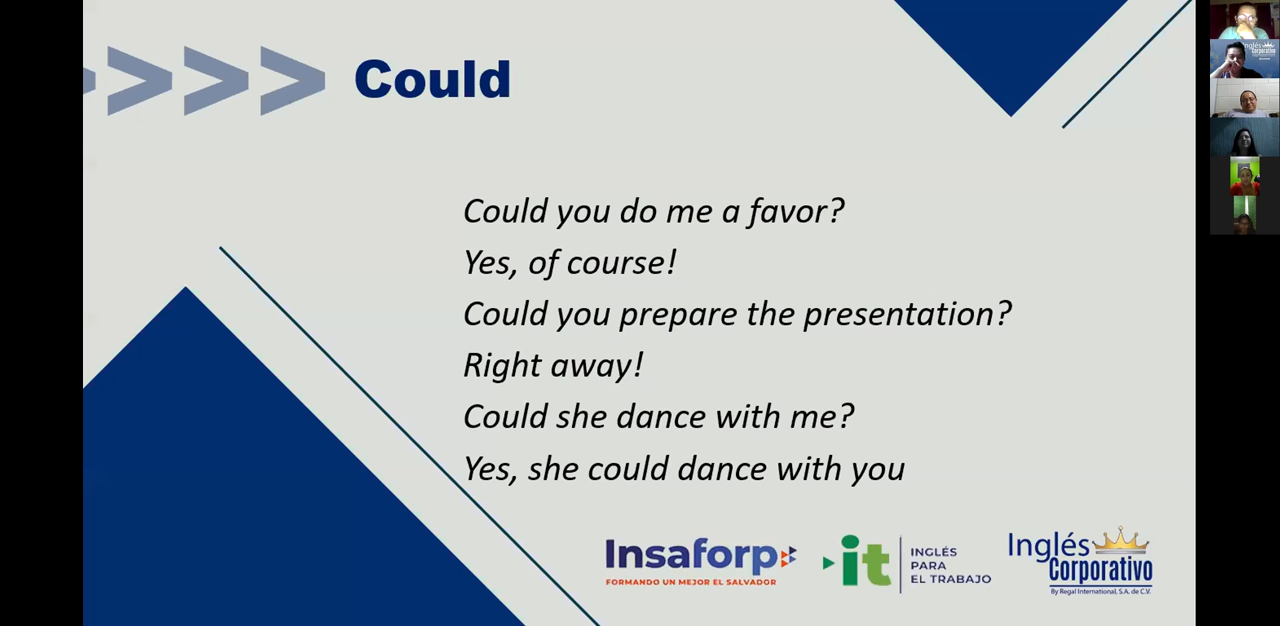 Could
Could you do me a favor?
Yes, of course!
Could you prepare the presentation?
Right away!
Could she dance with me?
Yes, she could dance with you
Insaforp
FORMANDO UN MEJOR EL SALVADOR
it
INGLÉS
PARA
EL TRABAJO
Inglés
Corporativo
By Regal International, S.A. de C.V.
Inglés
Corporativo